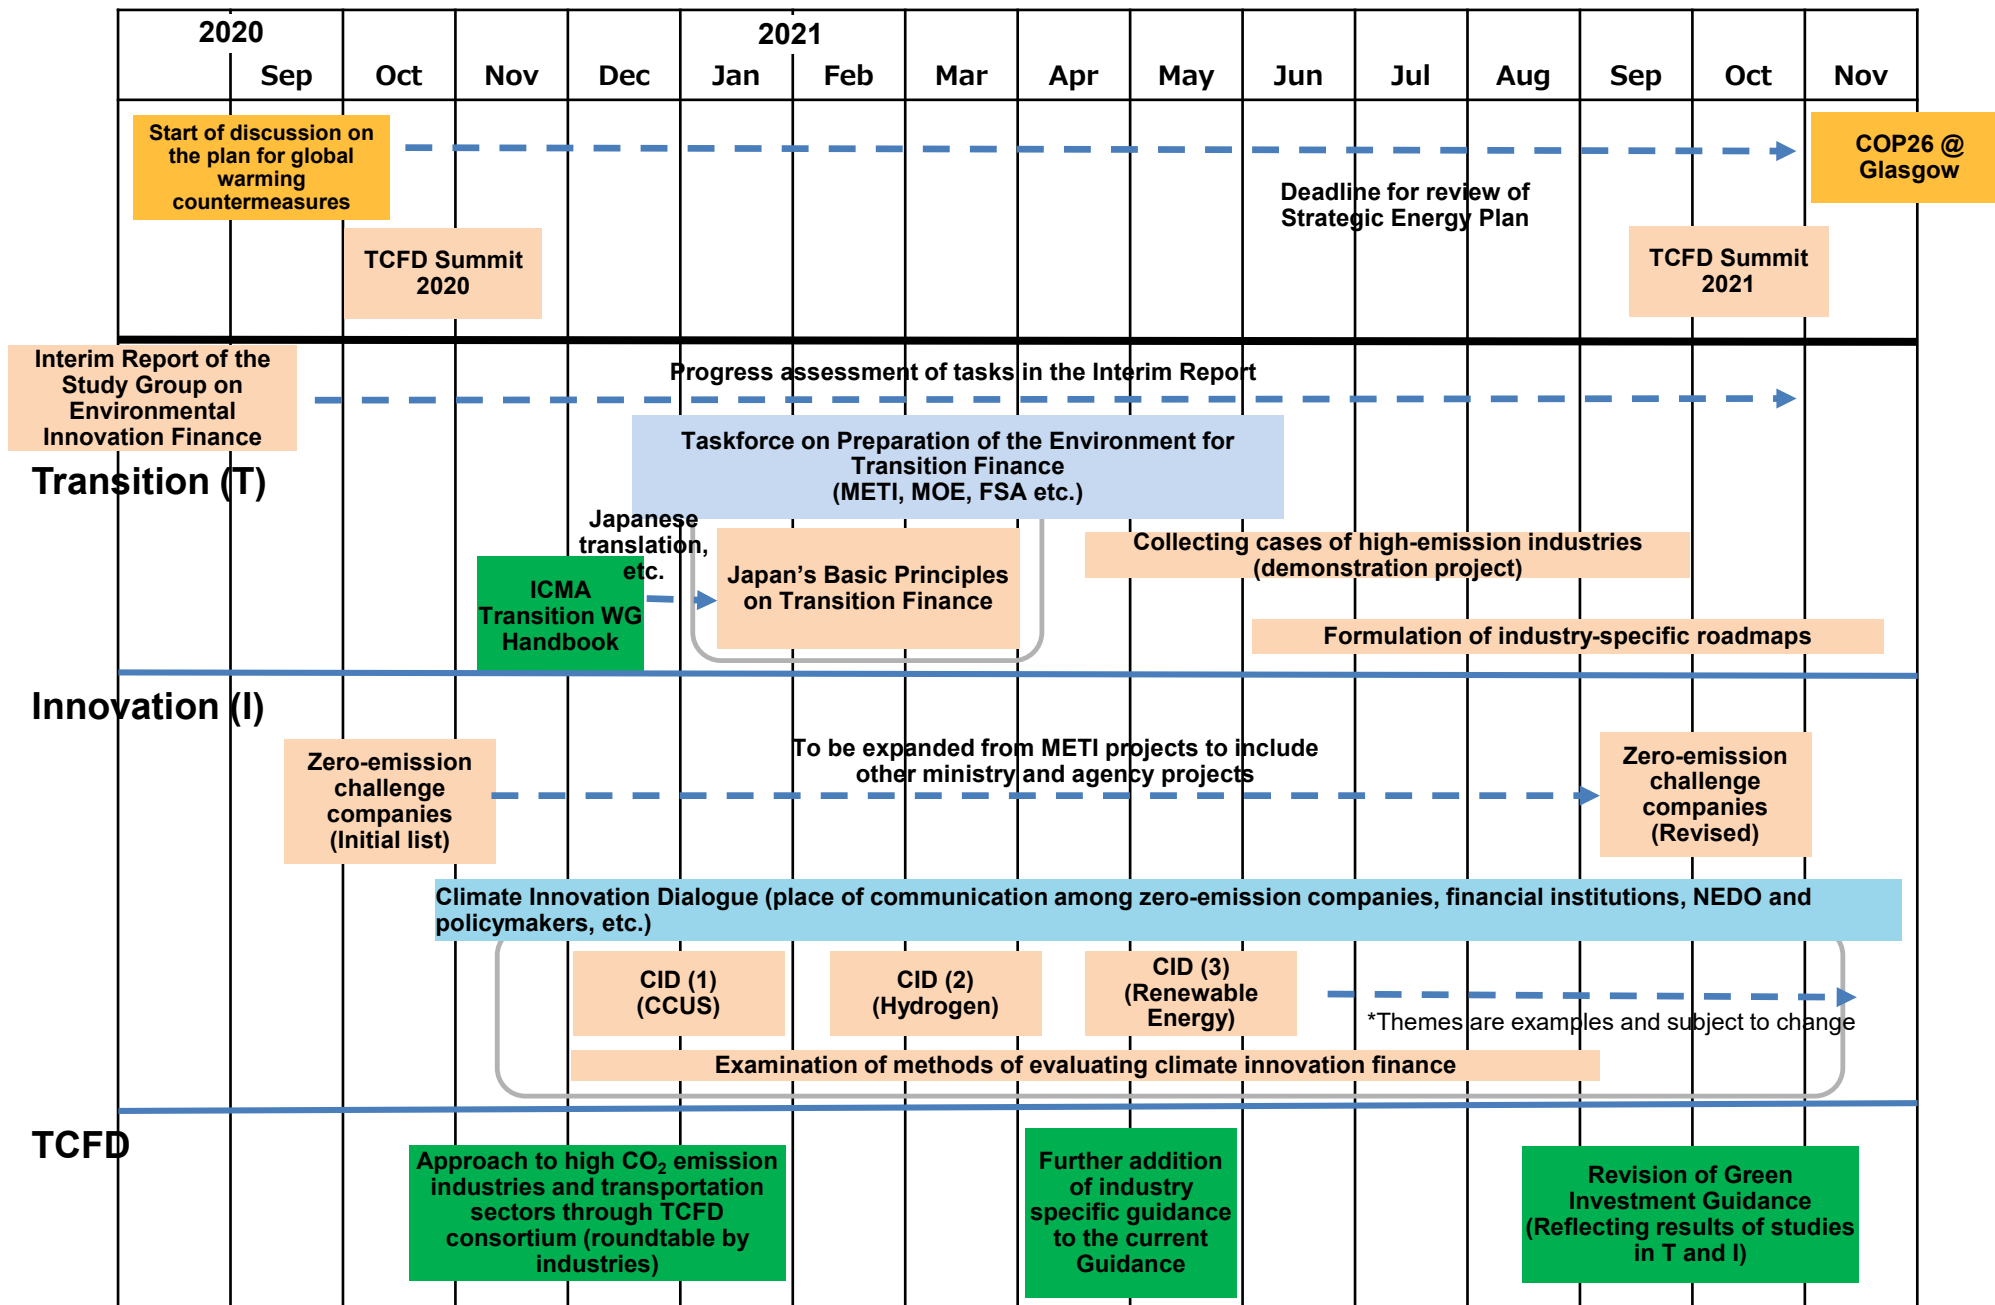 2020
2021
Sep
Oct
Nov
Dec
Jan
Feb
Mar
Apr
May
Jun
Jul
Aug
Sep
Oct
Nov
Start of discussion on
the plan for global
warming
countermeasures
COP26 @
Glasgow
Deadline for review of
Strategic Energy Plan
TCFD Summit
2020
TCFD Summit
2021
Interim Report of the
Study Group on
Environmental
Innovation Finance
Progress assessment of tasks in the Interim Report
Transition (T)
Taskforce on Preparation of the Environment for
Transition Finance
(METI, MOE, FSA etc.)
Japanese
translation,
etc.
ICMA
Transition WG
Handbook
Japan's Basic Principles
on Transition Finance
Collecting cases of high-emission industries
(demonstration project)
Formulation of industry-specific roadmaps
Innovation (I)
Zero-emission
challenge
companies
(Initial list)
To be expanded from METI projects to include
other ministry and agency projects
Zero-emission
challenge
companies
(Revised)
Climate Innovation Dialogue (place of communication among zero-emission companies, financial institutions, NEDO and
policymakers, etc.)
CID (1)
(CCUS)
CID (2)
(Hydrogen)
CID (3)
(Renewable
Energy)
*Themes are examples and subject to change
Examination of methods of evaluating climate innovation finance
TCFD
Approach to high CO₂ emission
industries and transportation
sectors through TCFD
consortium (roundtable by
industries)
Further addition
of industry
specific guidance
to the current
Guidance
Revision of Green
Investment Guidance
(Reflecting results of studies
in T and I)